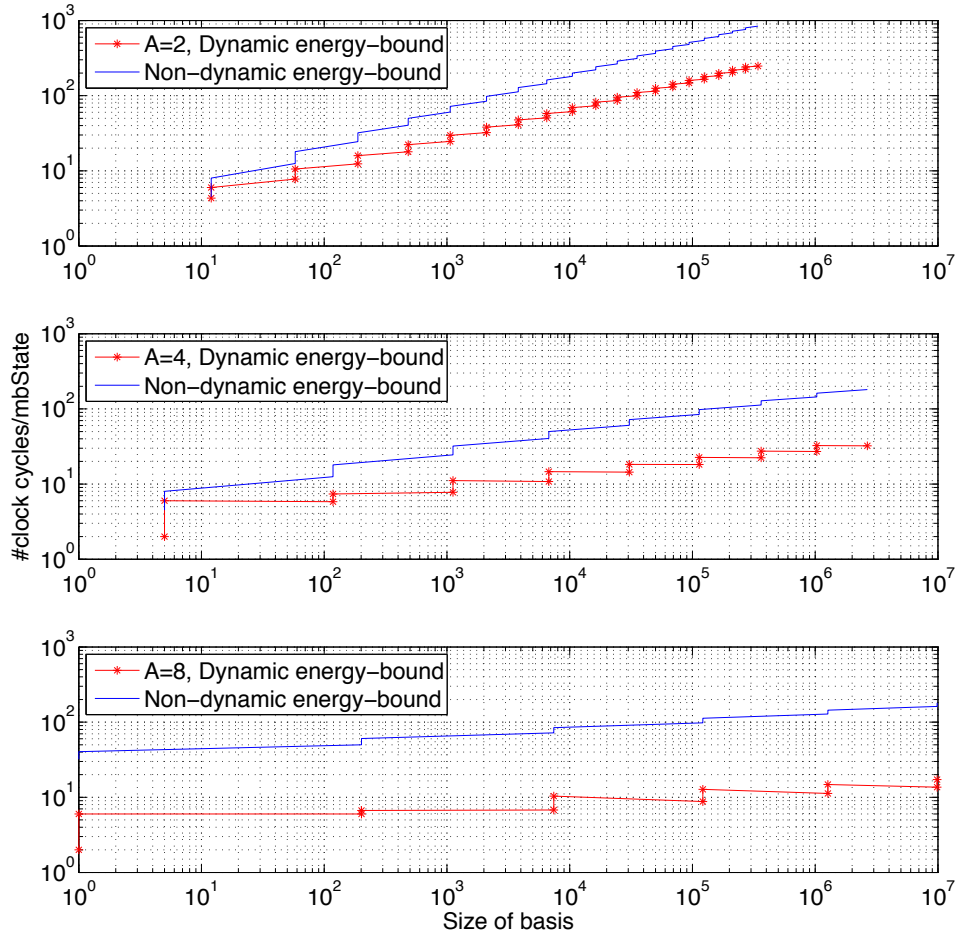 10^3
10^2
10^1
10^0
A=2, Dynamic energy−bound
Non−dynamic energy−bound
10^0 10^1 10^2 10^3 10^4 10^5 10^6 10^7
#clock cycles/mbState
10^3
10^2
10^1
10^0
A=4, Dynamic energy−bound
Non−dynamic energy−bound
10^0 10^1 10^2 10^3 10^4 10^5 10^6 10^7
10^3
10^2
10^1
10^0
A=8, Dynamic energy−bound
Non−dynamic energy−bound
10^0 10^1 10^2 10^3 10^4 10^5 10^6 10^7
Size of basis